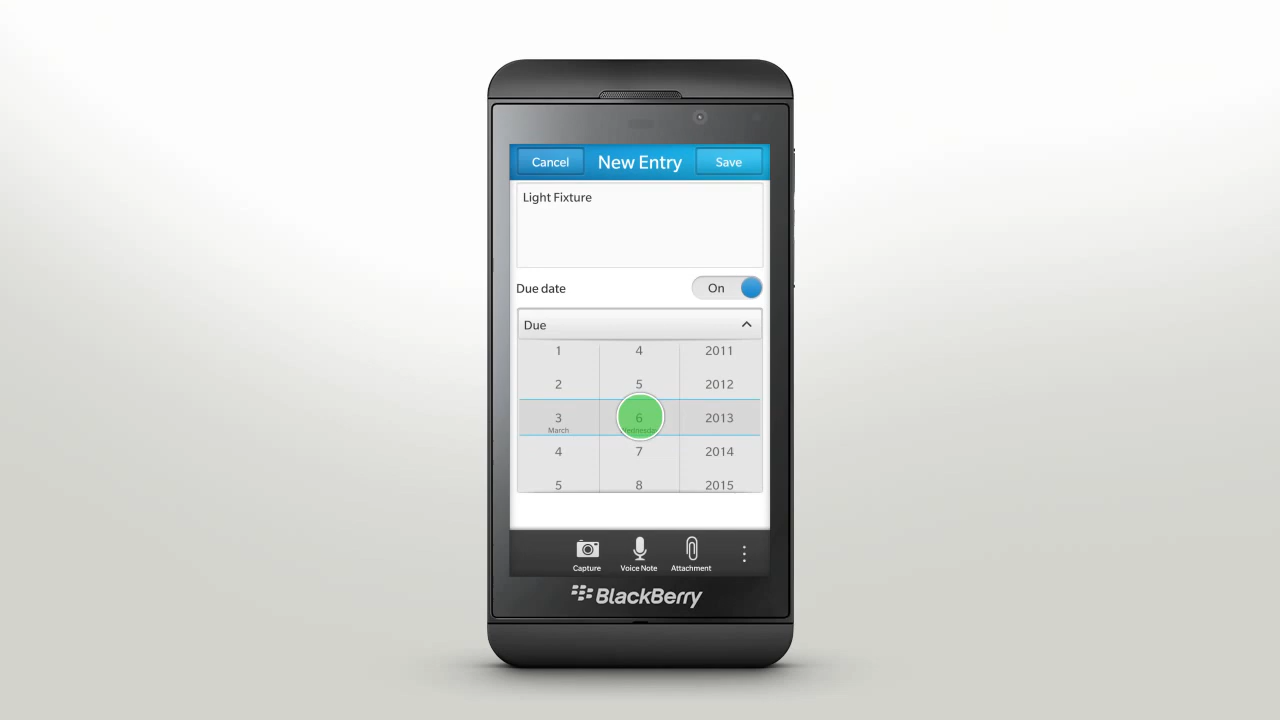 Cancel New Entry Save
Light Fixture
Due date On
Due
1 4 2011
2 5 2012
3 6 2013
March Wednesday
4 7 2014
5 8 2015
Capture Voice Note Attachment
BlackBerry